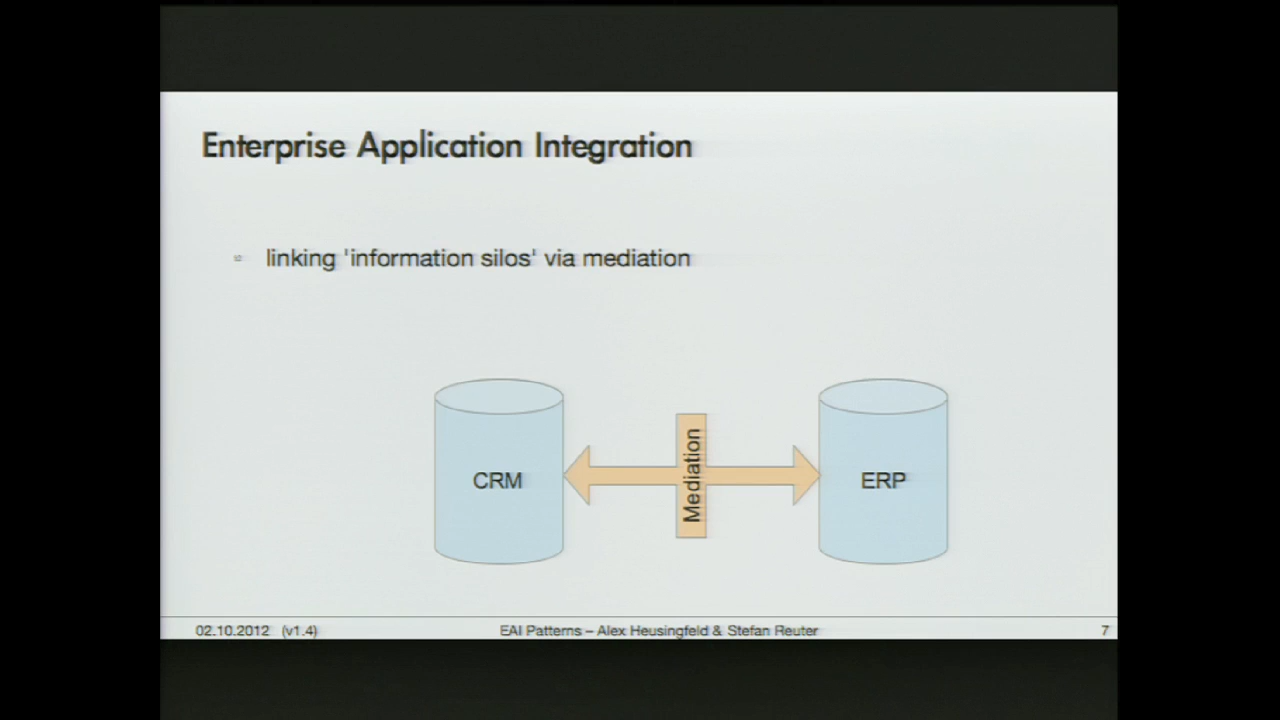 Enterprise Application Integration
linking 'information silos' via mediation
CRM
Mediation
ERP
02.10.2012 (v1.4)
EAI Patterns – Alex Heusingfeld & Stefan Reuter
7